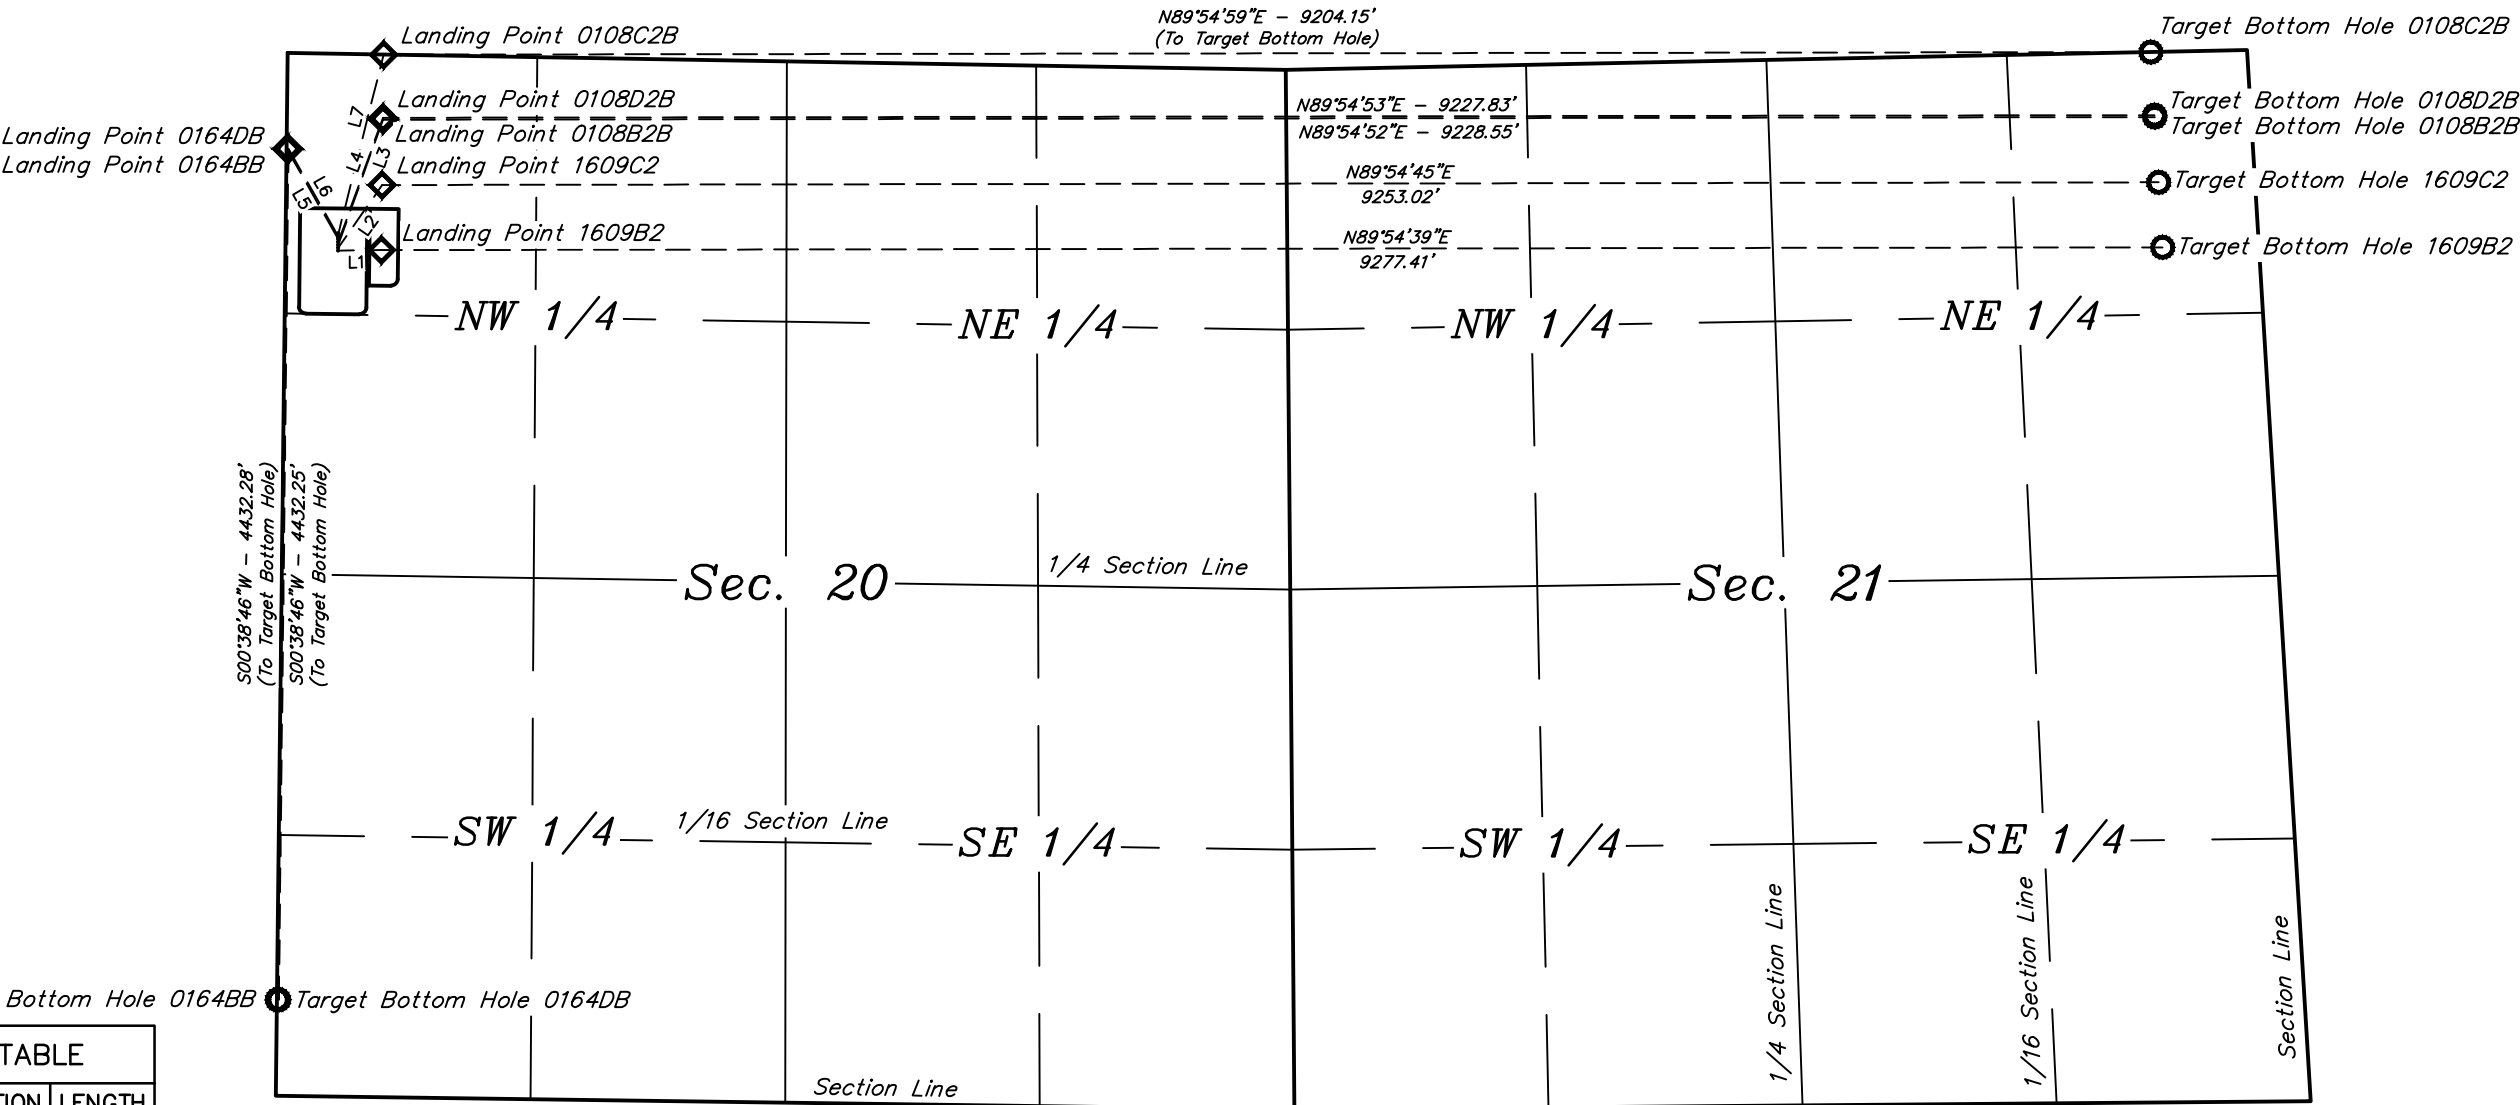 N89°54'59"E - 9204.15'
(To Target Bottom Hole)
Landing Point 0108C2B
Target Bottom Hole 0108C2B
Landing Point 0108D2B
N89°54'53"E - 9227.83'
Target Bottom Hole 0108D2B
L7
Landing Point 0164DB
Landing Point 0108B2B
N89°54'52"E - 9228.55'
Target Bottom Hole 0108B2B
Landing Point 0164BB
L4
L3
Landing Point 1609C2
N89°54'45"E
9253.02'
Target Bottom Hole 1609C2
L6
L5
L2
Landing Point 1609B2
N89°54'39"E
9277.41'
Target Bottom Hole 1609B2
L1
NW 1/4
NE 1/4
NW 1/4
NE 1/4
S00°38'46"W - 4432.28'
(To Target Bottom Hole)
S00°38'46"W - 4432.25'
(To Target Bottom Hole)
Sec. 20
1/4 Section Line
Sec. 21
SW 1/4
1/16 Section Line
SE 1/4
SW 1/4
SE 1/4
1/4 Section Line
1/16 Section Line
Section Line
Bottom Hole 0164BB
Target Bottom Hole 0164DB
TABLE
TION LENGTH
Section Line